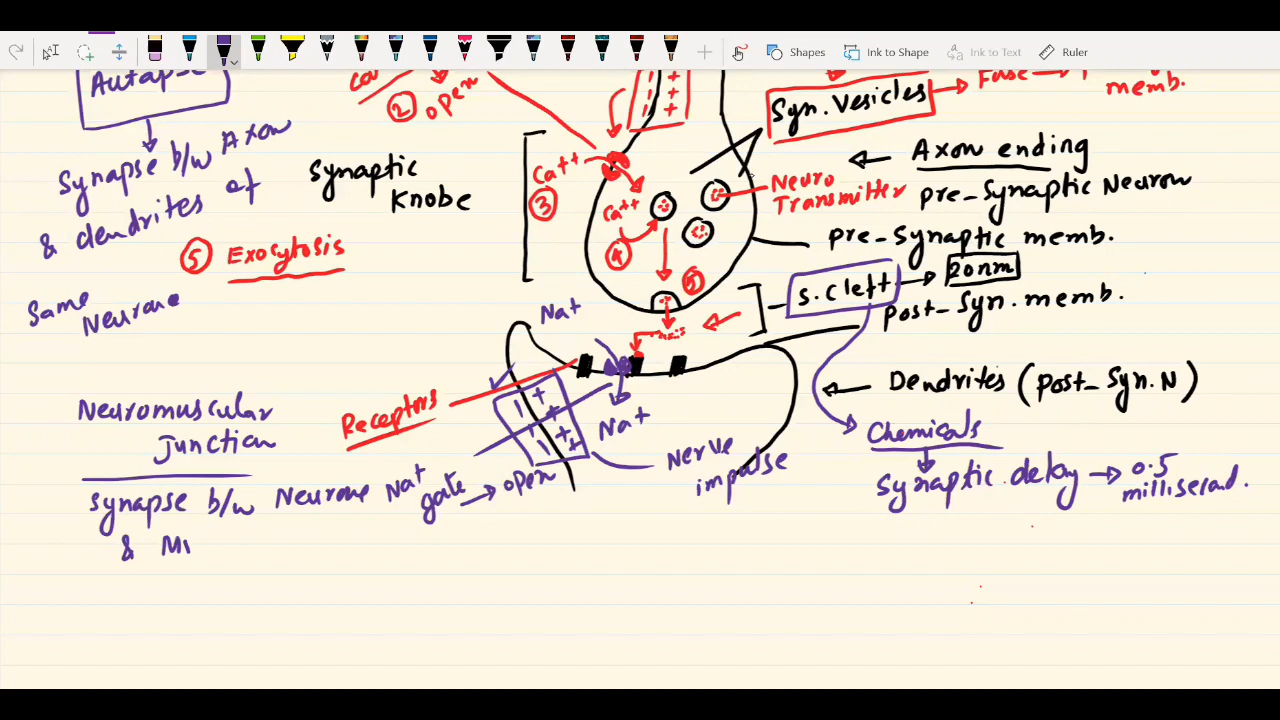 Shapes
Ink to Shape
Ink to Text
Ruler
Autapse
Synapse b/w Axon
& dendrites of
Same
Neurone
② open
Ca++
③
Synaptic
Knobe
⑤ Exocytosis
Ca++
④
⑤
Syn. Vesicles
Fuse
memb.
Axon ending
pre-Synaptic Neuron
Neuro
Transmitter
pre-Synaptic memb.
S.Cleft
20nm
post-Syn. memb.
Dendrites (post-Syn.N)
Chemicals
Synaptic delay → 0.5
millisecond.
Na+
Receptors
Na+
Nerve
impulse
Na+
gate → open
Neuromuscular
Junction
synapse b/w Neurone
&